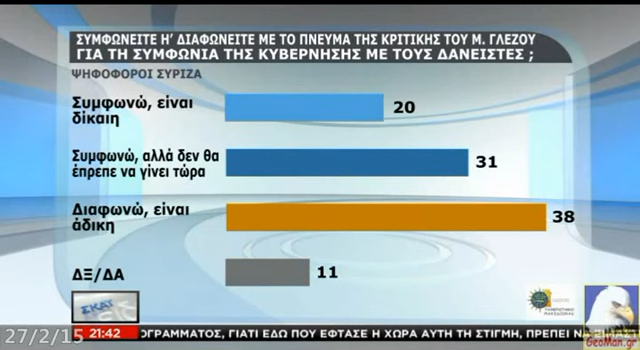 ΣΥΜΦΩΝΕΙΤΕ Η' ΔΙΑΦΩΝΕΙΤΕ ΜΕ ΤΟ ΠΝΕΥΜΑ ΤΗΣ ΚΡΙΤΙΚΗΣ ΤΟΥ Μ. ΓΛΕΖΟΥ
ΓΙΑ ΤΗ ΣΥΜΦΩΝΙΑ ΤΗΣ ΚΥΒΕΡΝΗΣΗΣ ΜΕ ΤΟΥΣ ΔΑΝΕΙΣΤΕΣ ;
ΨΗΦΟΦΟΡΟΙ ΣΥΡΙΖΑ
Συμφωνώ, είναι
δίκαιη
20
Συμφωνώ, αλλά δεν θα
έπρεπε να γίνει τώρα
31
Διαφωνώ, είναι
άδικη
38
ΔΞ/ΔΑ
11
ΣΚΑΪ
ΠΑΝΕΠΙΣΤΗΜΙΟ
ΜΑΚΕΔΟΝΙΑΣ
27/2/15
21:42
ΟΓΡΑΜΜΑΤΟΣ, ΓΙΑΤΙ ΕΔΩ ΠΟΥ ΕΦΤΑΣΕ Η ΧΩΡΑ ΑΥΤΗ ΤΗ ΣΤΙΓΜΗ, ΠΡΕΠΕΙ ΝΑ
GeoMan.gr